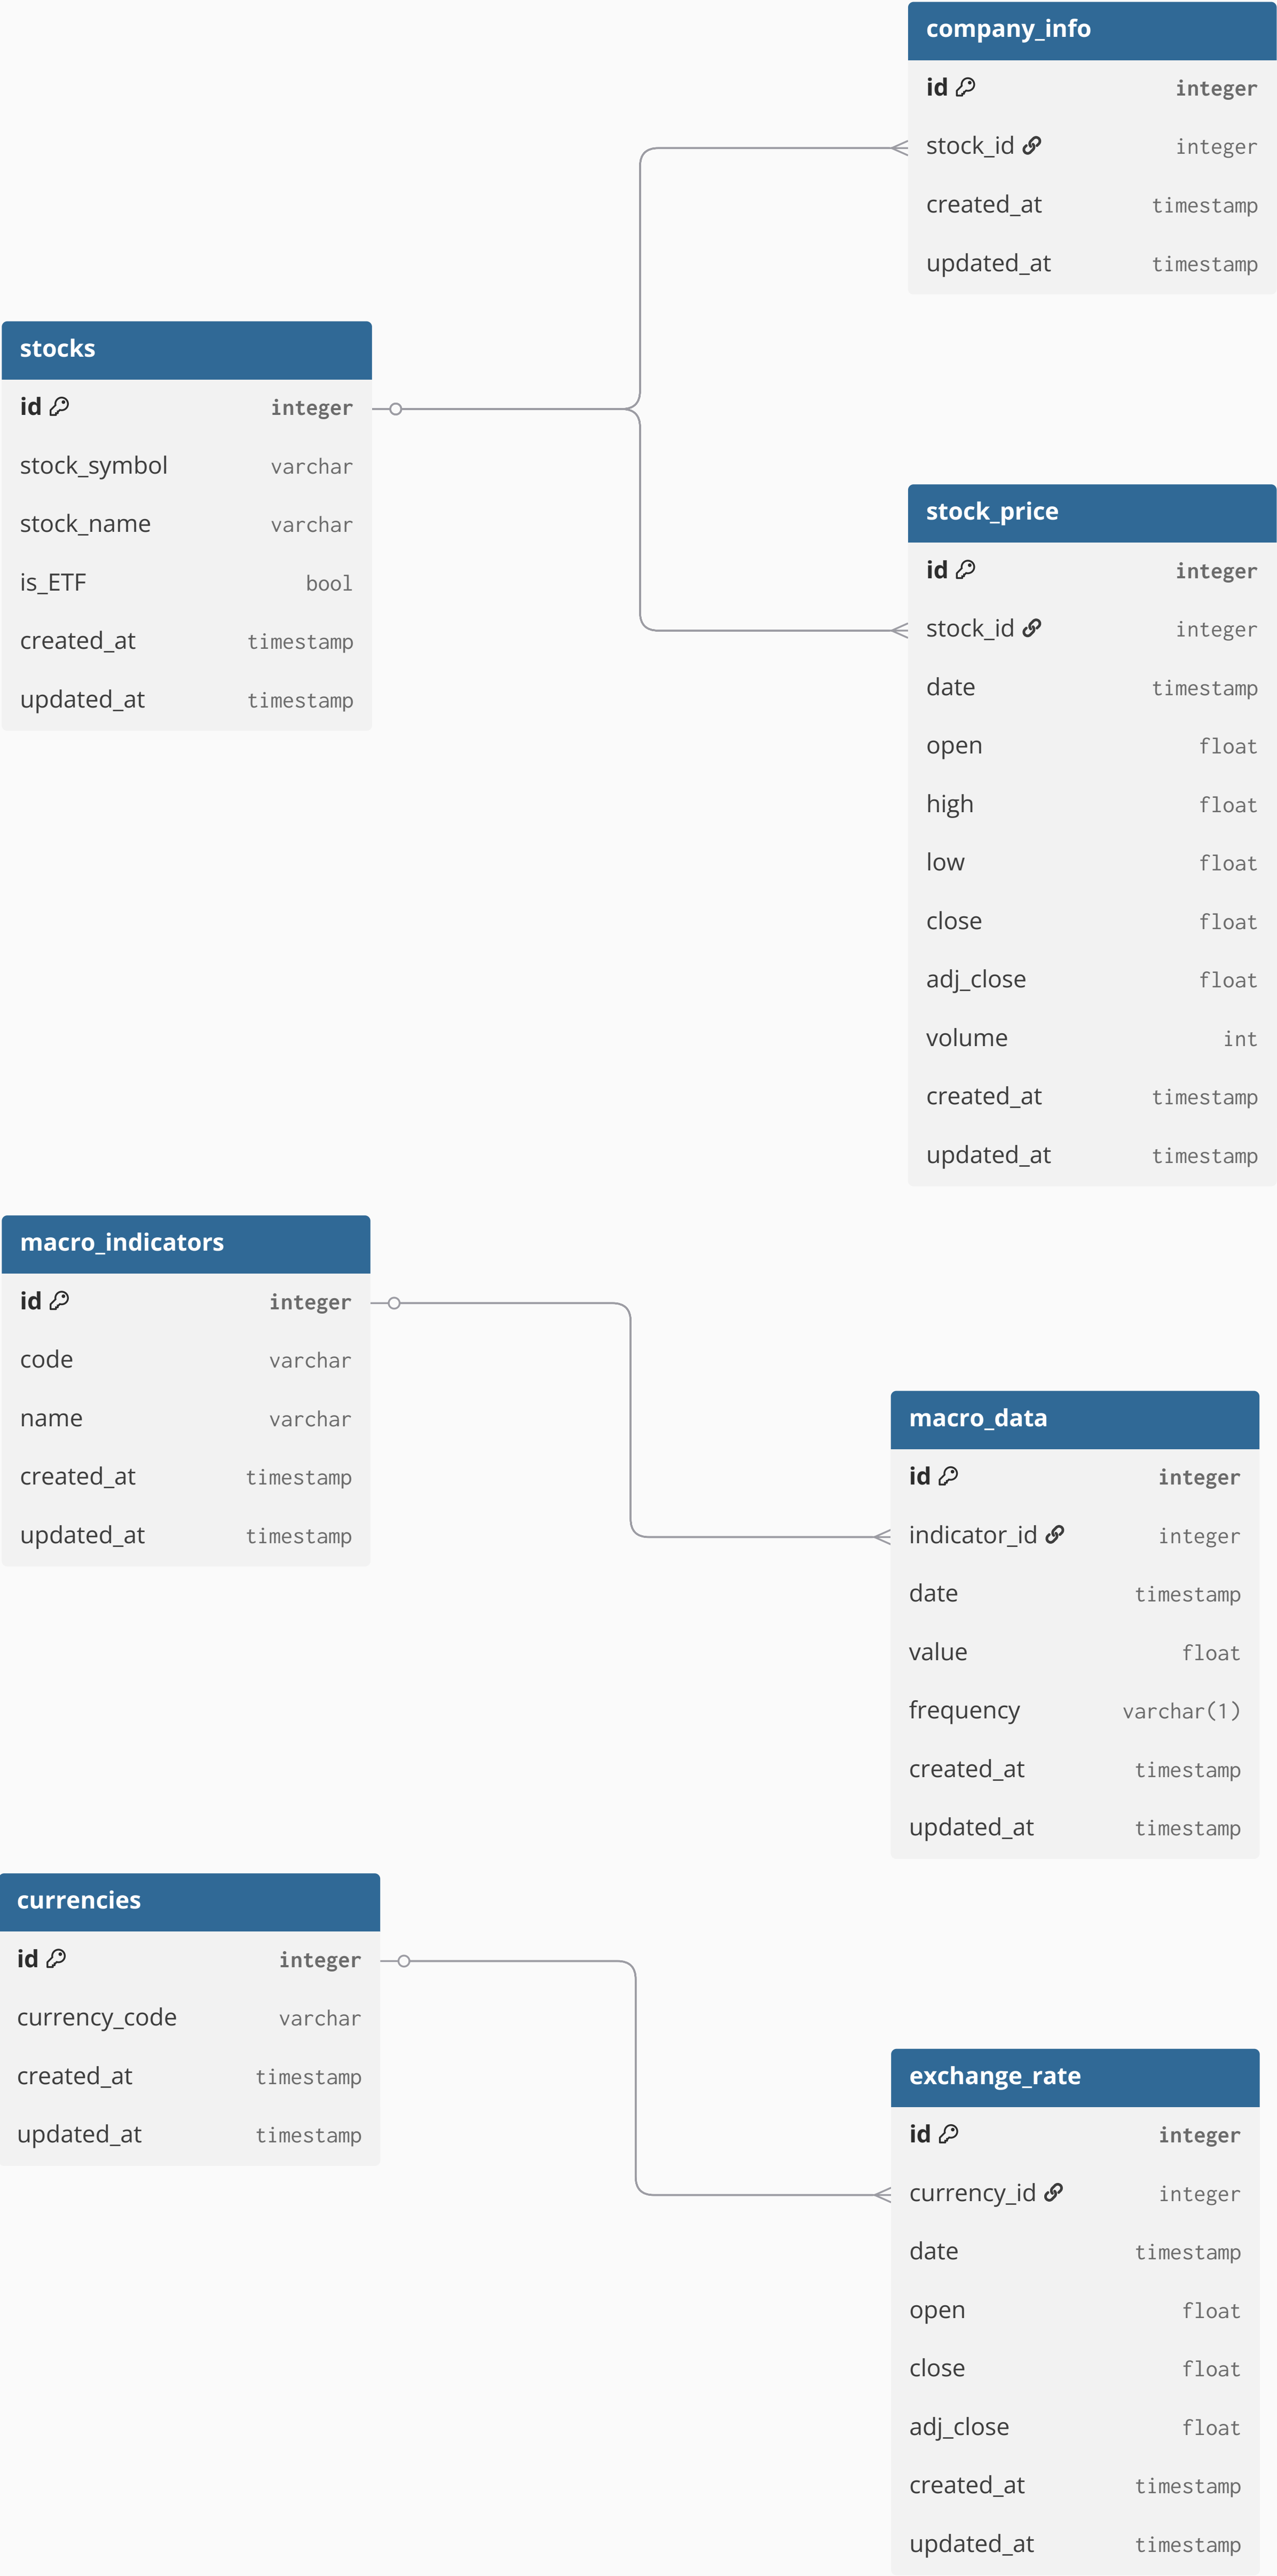 company_info
id integer
stock_id integer
created_at timestamp
updated_at timestamp
stocks
id integer
stock_symbol varchar
stock_name varchar
is_ETF bool
created_at timestamp
updated_at timestamp
stock_price
id integer
stock_id integer
date timestamp
open float
high float
low float
close float
adj_close float
volume int
created_at timestamp
updated_at timestamp
macro_indicators
id integer
code varchar
name varchar
created_at timestamp
updated_at timestamp
macro_data
id integer
indicator_id integer
date timestamp
value float
frequency varchar(1)
created_at timestamp
updated_at timestamp
currencies
id integer
currency_code varchar
created_at timestamp
updated_at timestamp
exchange_rate
id integer
currency_id integer
date timestamp
open float
close float
adj_close float
created_at timestamp
updated_at timestamp